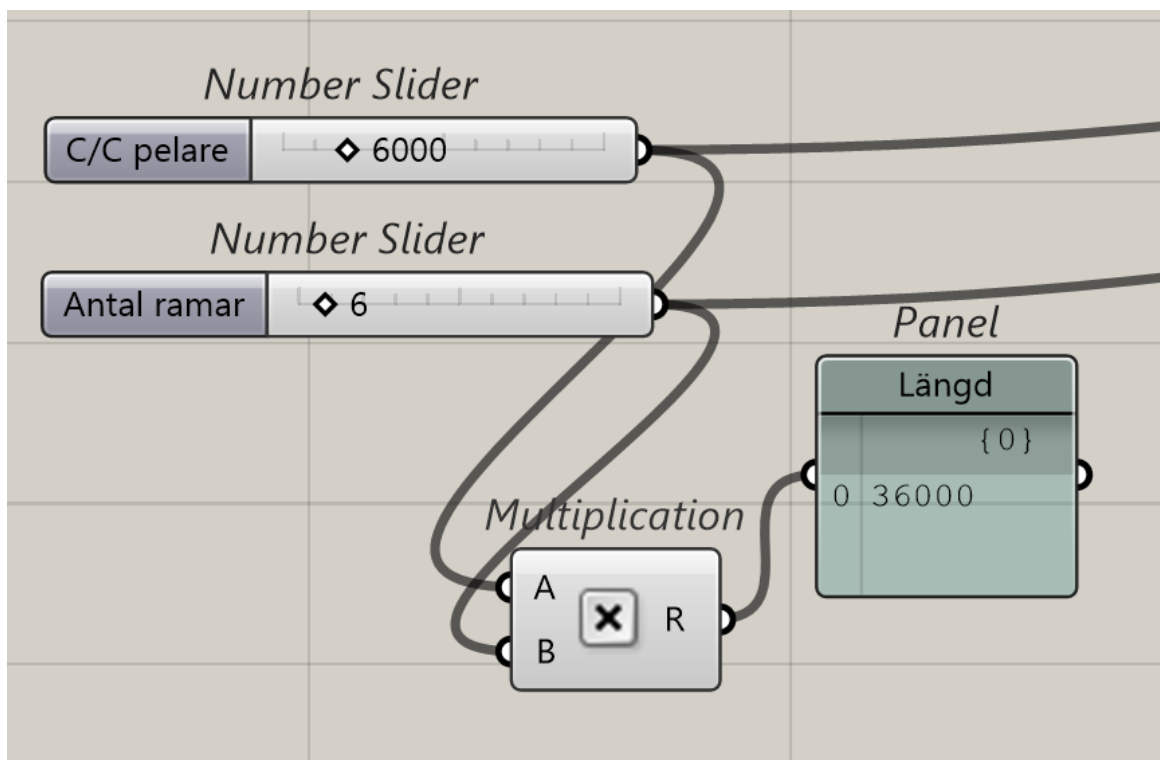 Number Slider
C/C pelare 6000
Number Slider
Antal ramar 6
Panel
Längd
{0}
0 36000
Multiplication
A
R
B